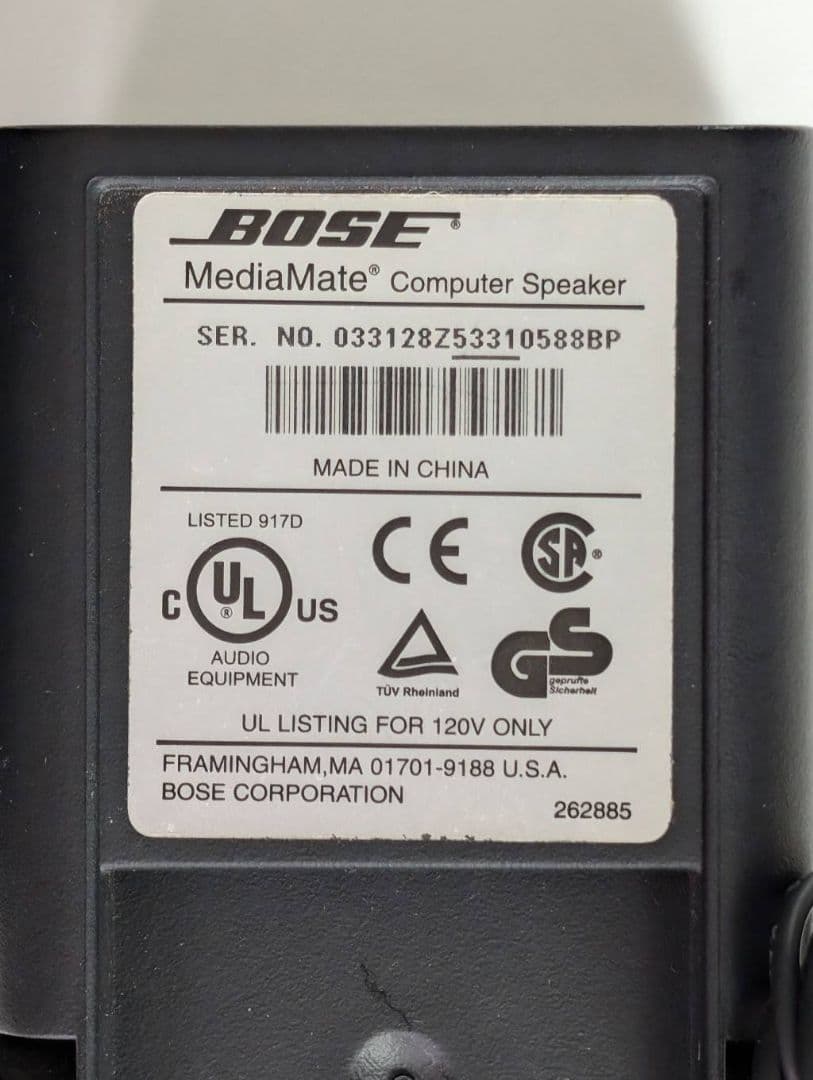 BOSE®
MediaMate® Computer Speaker
SER. NO. 033128Z53310588BP
MADE IN CHINA
LISTED 917D
C UL® US
AUDIO
EQUIPMENT
CE
SA®
TÜV Rheinland
GS
geprüfte
Sicherheit
UL LISTING FOR 120V ONLY
FRAMINGHAM,MA 01701-9188 U.S.A.
BOSE CORPORATION
262885